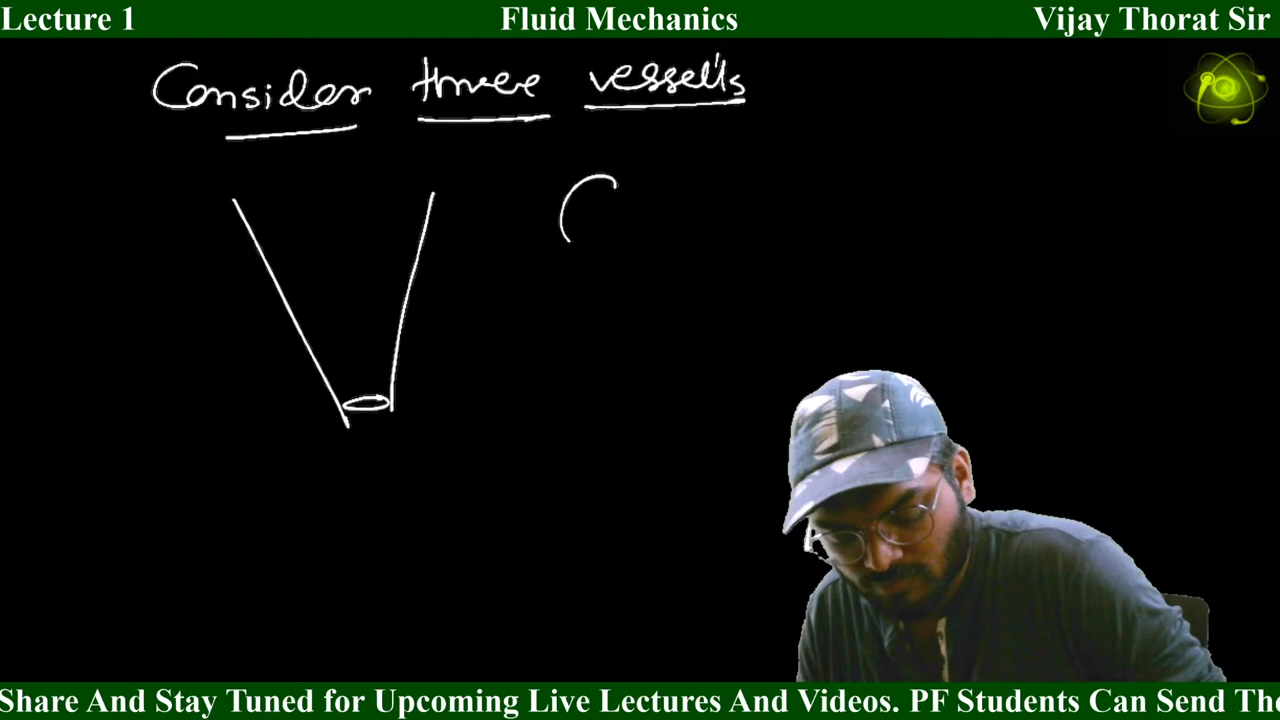 Lecture 1 Fluid Mechanics Vijay Thorat Sir
Consider three vessel's
Share And Stay Tuned for Upcoming Live Lectures And Videos. PF Students Can Send The